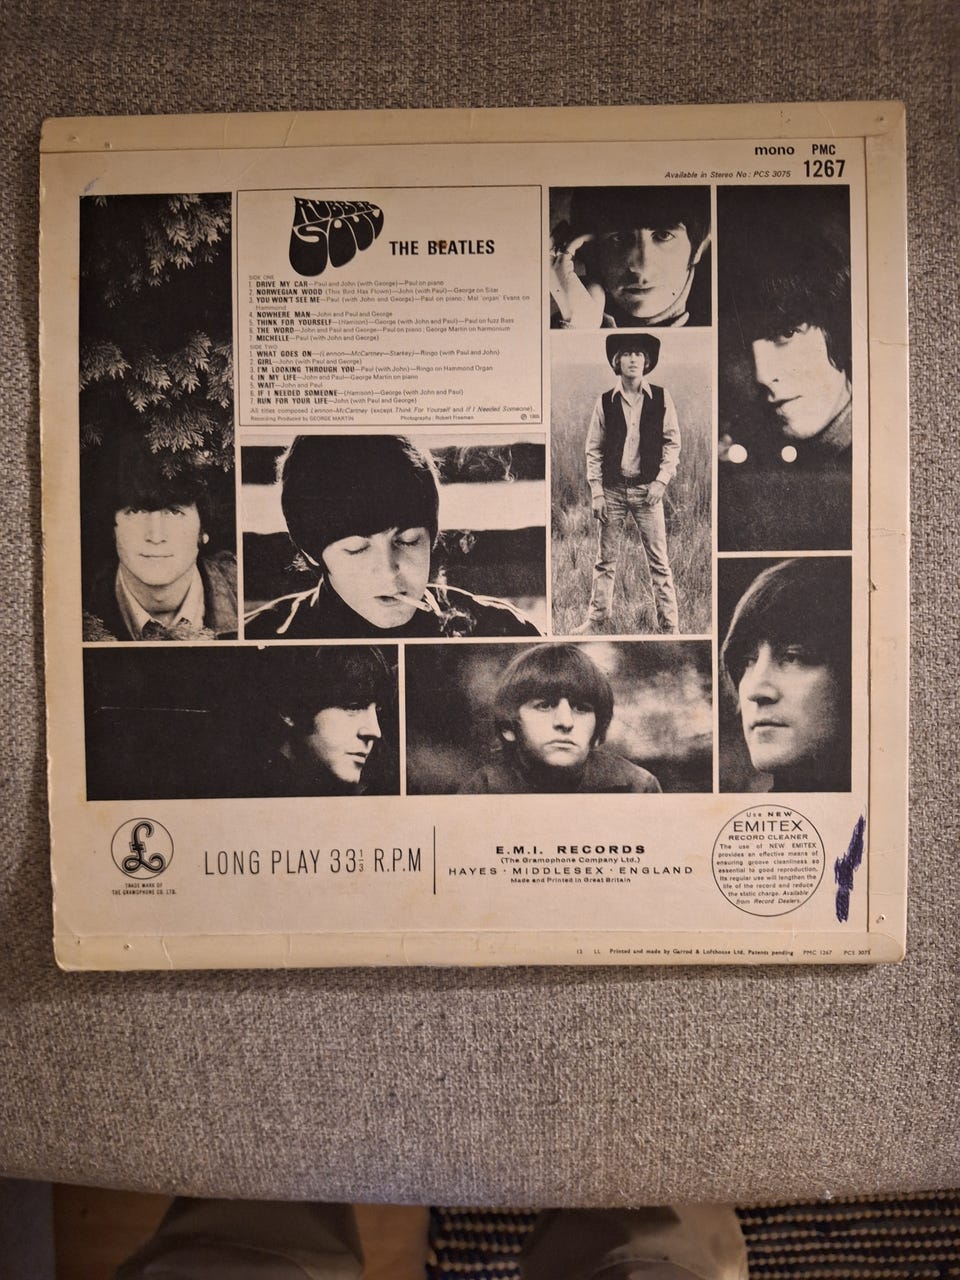 mono PMC
Available in Stereo No: PCS 3075 1267
RUBBER
SOUL
THE BEATLES
SIDE ONE
1. DRIVE MY CAR—Paul and John (with George)—Paul on piano
2. NORWEGIAN WOOD (This Bird Has Flown)—John (with Paul)—George on Sitar
3. YOU WON'T SEE ME—Paul (with John and George)—Paul on piano; Mal 'organ' Evans on
Hammond
4. NOWHERE MAN—John and Paul and George
5. THINK FOR YOURSELF—(Harrison)—George (with John and Paul)—Paul on fuzz Bass
6. THE WORD—John and Paul and George—Paul on piano; George Martin on harmonium
7. MICHELLE—Paul (with John and George)
SIDE TWO
1. WHAT GOES ON—(Lennon—McCartney—Starkey)—Ringo (with Paul and John)
2. GIRL—John (with Paul and George)
3. I'M LOOKING THROUGH YOU—Paul (with John)—Ringo on Hammond Organ
4. IN MY LIFE—John and Paul—George Martin on piano
5. WAIT—John and Paul
6. IF I NEEDED SOMEONE—(Harrison)—George (with John and Paul)
7. RUN FOR YOUR LIFE—John (with Paul and George)
All titles composed Lennon-McCartney (except Think For Yourself and If I Needed Someone).
Recording Produced by GEORGE MARTIN Photography: Robert Freeman ℗ 1965
£
TRADE MARK OF
THE GRAMOPHONE CO. LTD.
LONG PLAY 33⅓ R.P.M
E.M.I. RECORDS
(The Gramophone Company Ltd.)
HAYES · MIDDLESEX · ENGLAND
Made and Printed in Great Britain
Use NEW
EMITEX
RECORD CLEANER
The use of NEW EMITEX
provides an effective means of
ensuring groove cleanliness so
essential to good reproduction.
Its regular use will lengthen the
life of the record and reduce
the static charge. Available
from Record Dealers.
12 LL Printed and made by Garrod & Lofthouse Ltd. Patents pending PMC 1267 PCS 3075